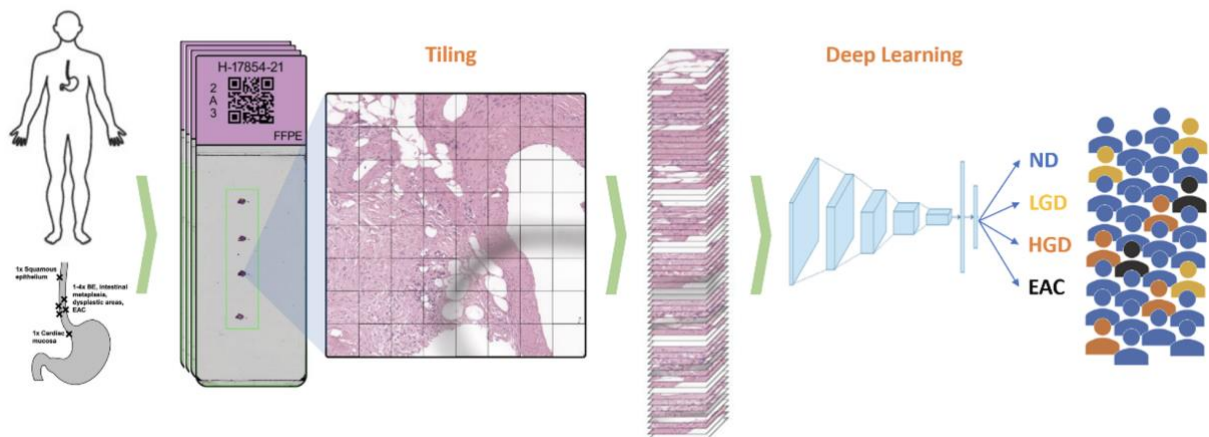 Tiling
Deep Learning
H-17854-21
2
A
3
FFPE
1x Squamous
epithelium
1-4x BE, intestinal
metaplasia,
dysplastic areas,
EAC
1x Cardiac
mucosa
ND
LGD
HGD
EAC